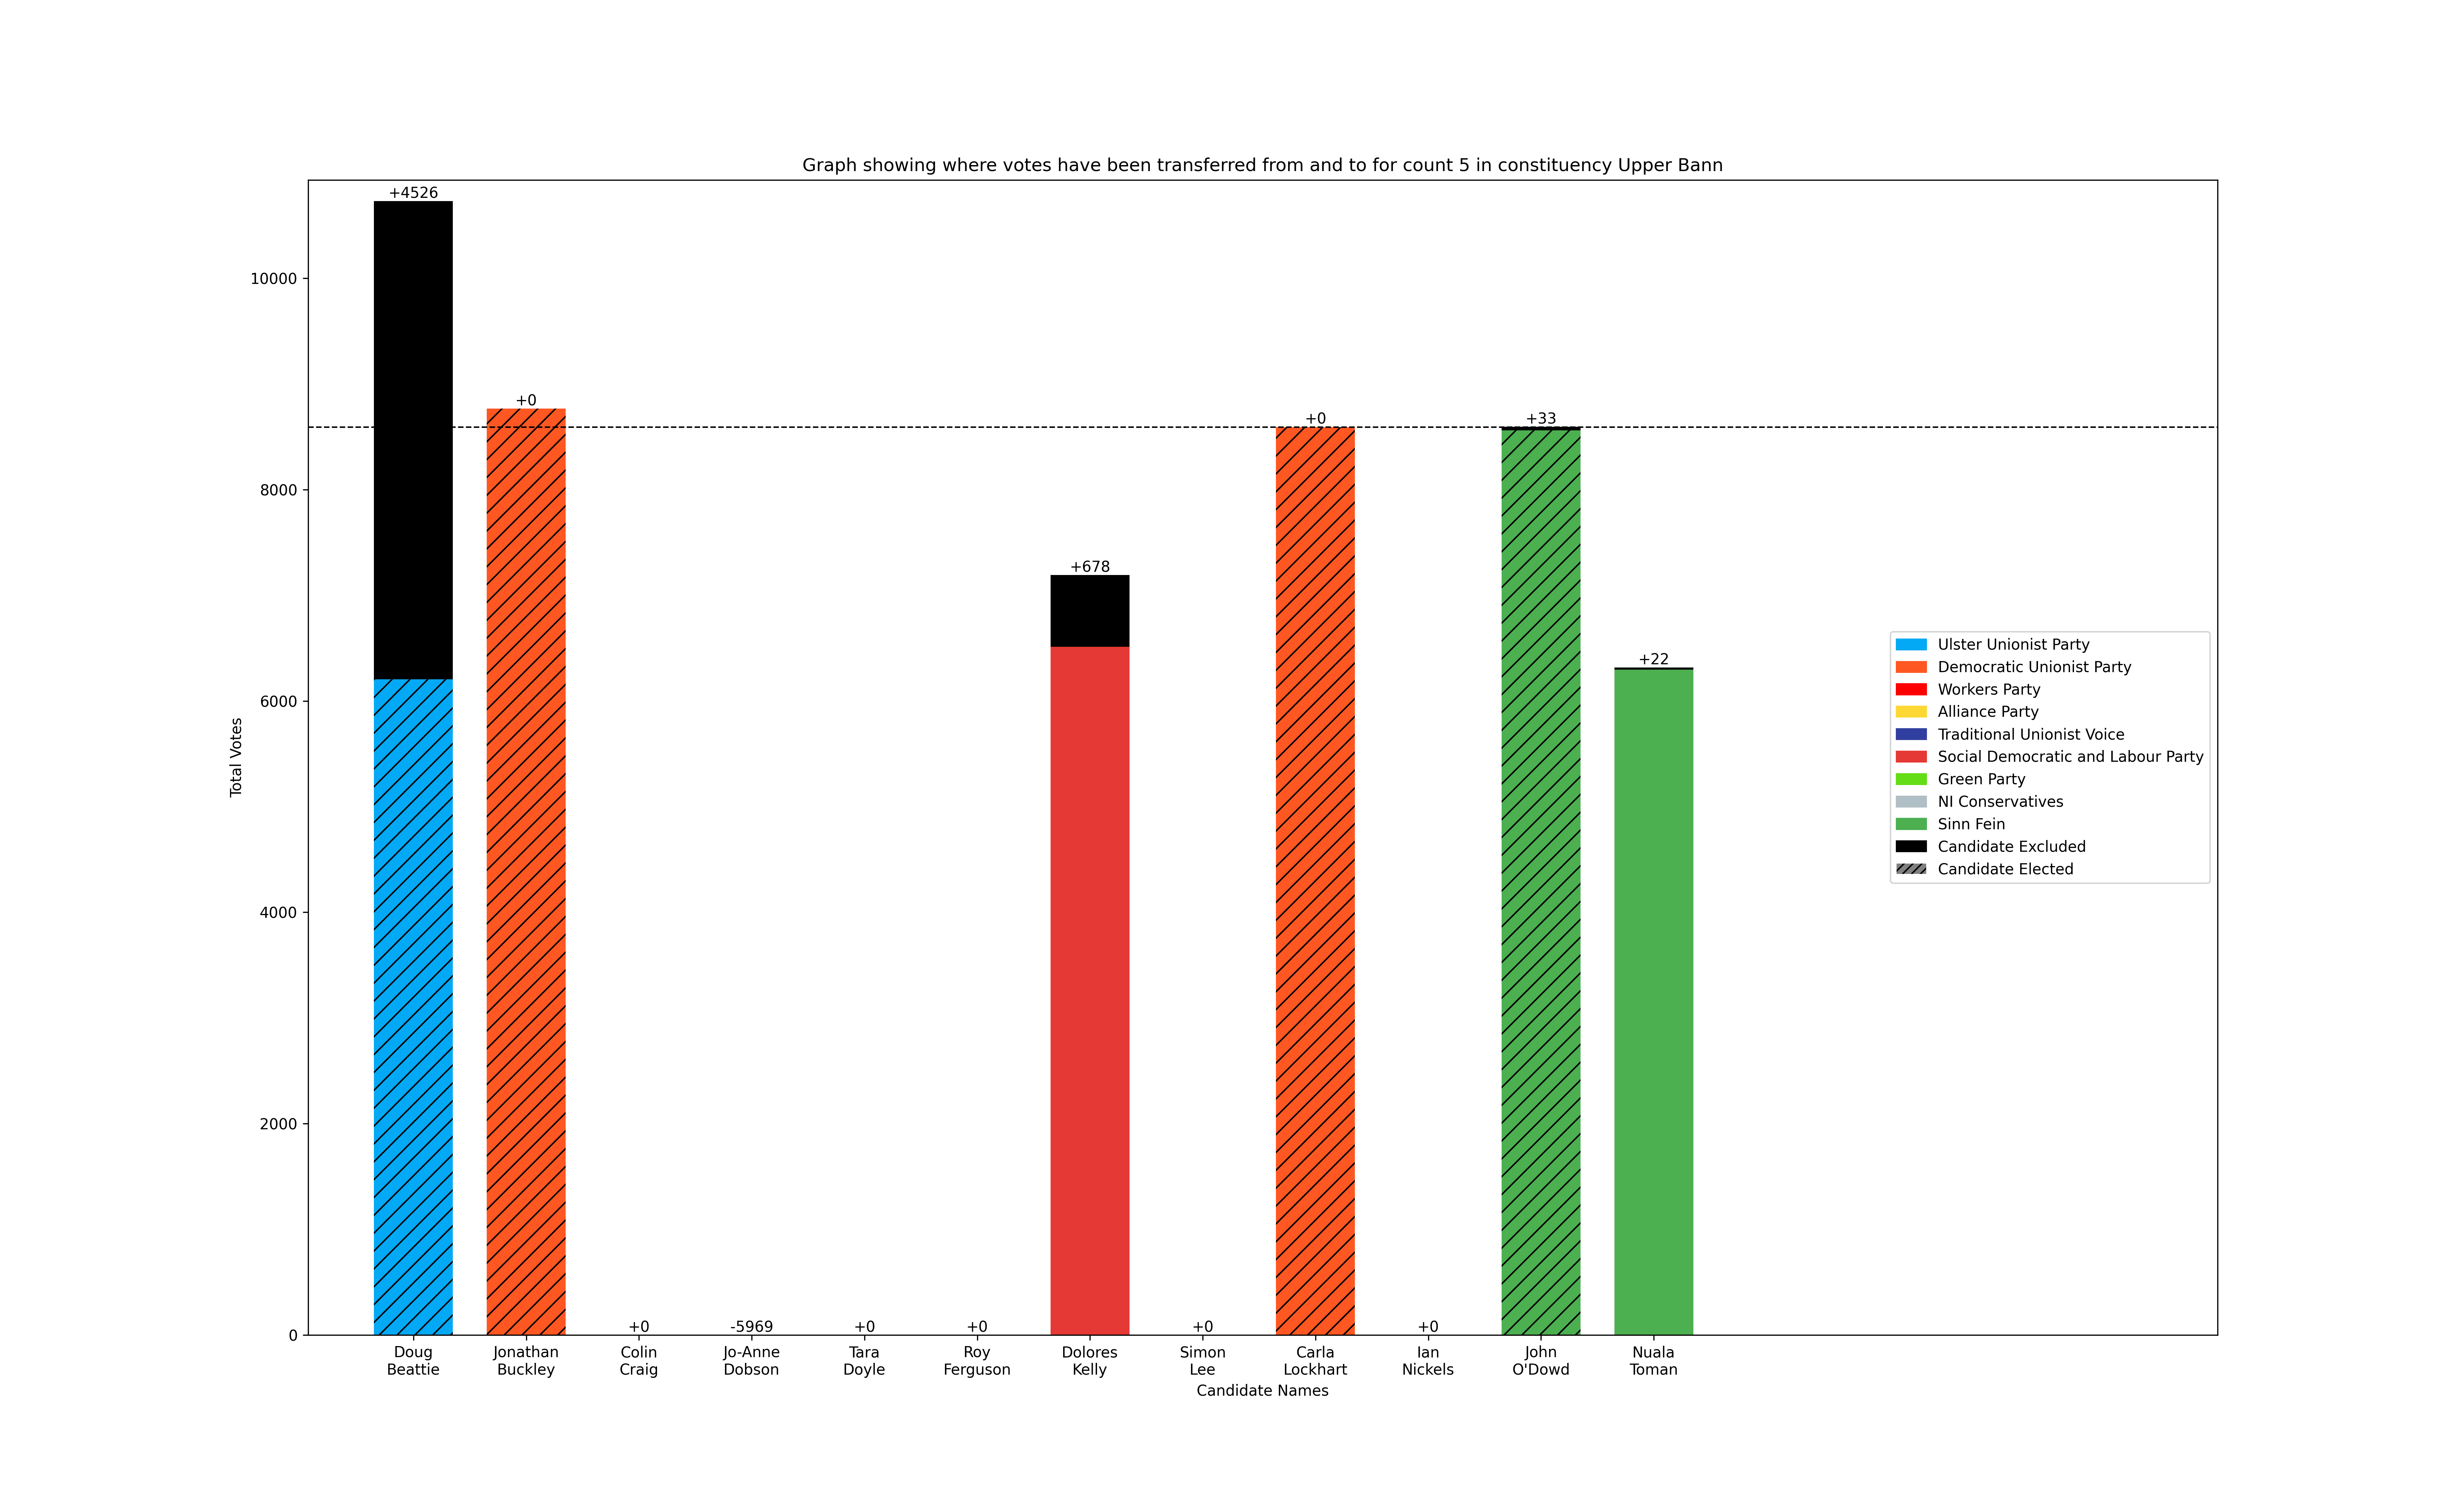 Graph showing where votes have been transferred from and to for count 5 in constituency Upper Bann
+4526
+0
+0
-5969
+0
+0
+678
+0
+0
+0
+33
+22
10000
8000
6000
4000
2000
0
Total Votes
Ulster Unionist Party
Democratic Unionist Party
Workers Party
Alliance Party
Traditional Unionist Voice
Social Democratic and Labour Party
Green Party
NI Conservatives
Sinn Fein
Candidate Excluded
Candidate Elected
Doug
Beattie
Jonathan
Buckley
Colin
Craig
Jo-Anne
Dobson
Tara
Doyle
Roy
Ferguson
Dolores
Kelly
Simon
Lee
Carla
Lockhart
Ian
Nickels
John
O'Dowd
Nuala
Toman
Candidate Names